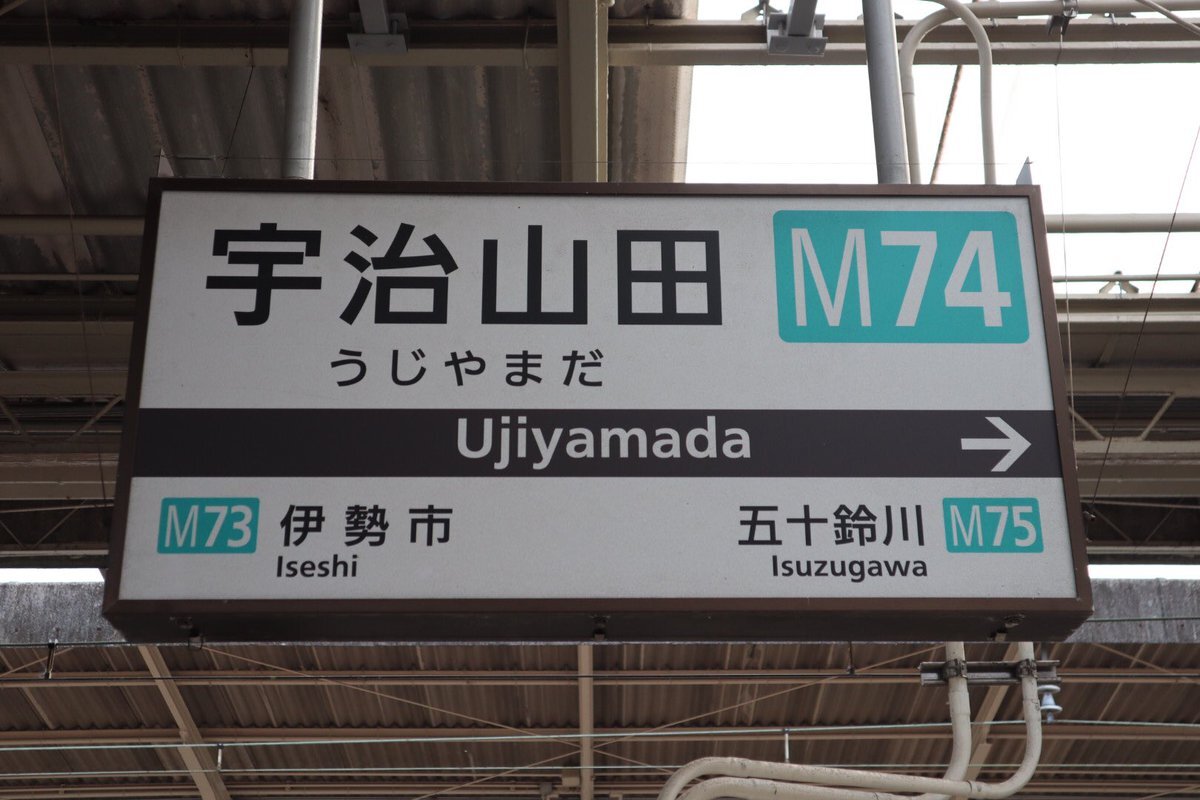 宇治山田 M74
うじやまだ
Ujiyamada →
M73 伊勢市 五十鈴川 M75
Iseshi Isuzugawa